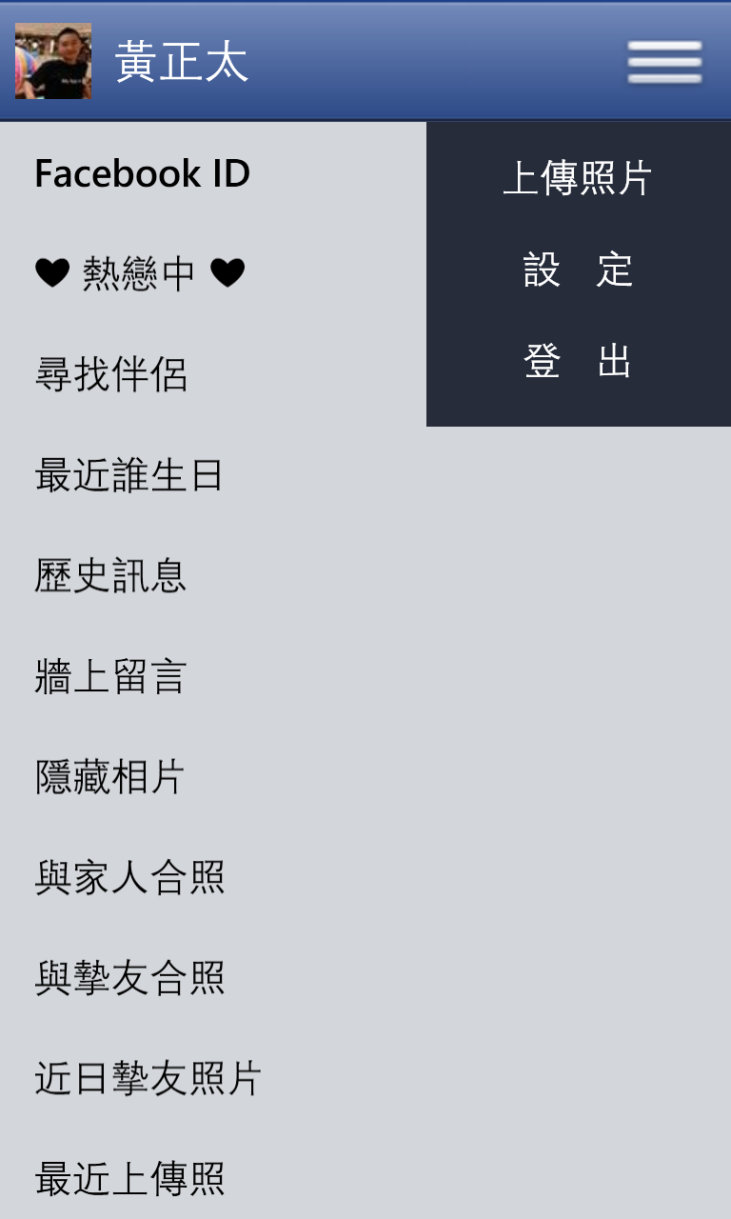 黃正太
Facebook ID
♥ 熱戀中 ♥
尋找伴侶
最近誰生日
歷史訊息
牆上留言
隱藏相片
與家人合照
與摯友合照
近日摯友照片
最近上傳照
上傳照片
設 定
登 出